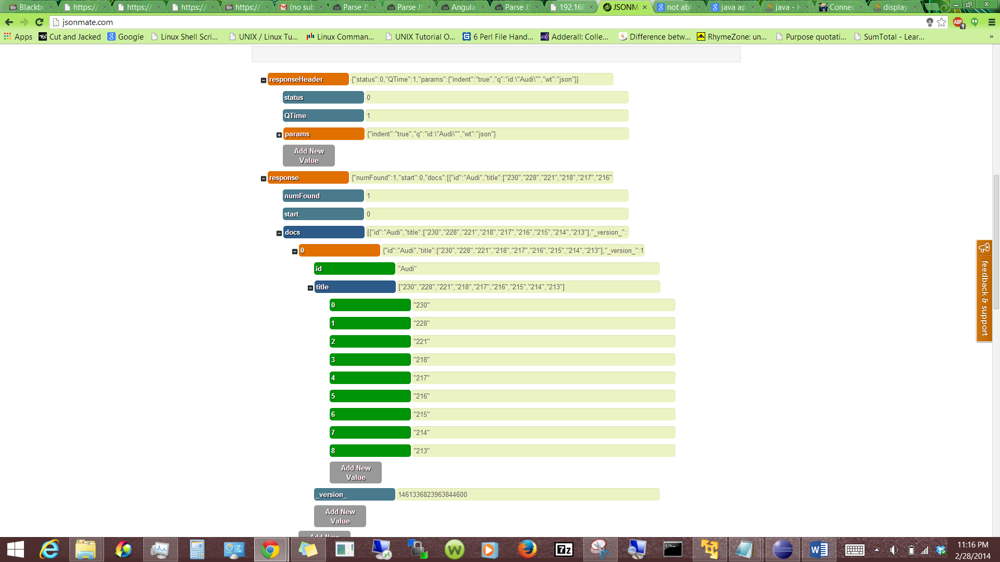 Blackbo
https://
https://
https://
https://
(no sub
Parse JS
Parse JS
Angula
Parse JS
192.168
JSONM
not abl
java ap
java - H
Connec
display
jsonmate.com
ABP
1
Apps
Cut and Jacked
Google
Linux Shell Scri...
UNIX / Linux Tu...
Linux Comman...
UNIX Tutorial O...
6 Perl File Hand...
Adderall: Colle...
Difference betw...
RhymeZone: un...
Purpose quotati...
SumTotal - Lear...
»
responseHeader {"status":0,"QTime":1,"params":{"indent":"true","q":"id:\"Audi\"","wt":"json"}}
status 0
QTime 1
params {"indent":"true","q":"id:\"Audi\"","wt":"json"}
Add New
Value
response {"numFound":1,"start":0,"docs":[{"id":"Audi","title":["230","228","221","218","217","216"
numFound 1
start 0
docs [{"id":"Audi","title":["230","228","221","218","217","216","215","214","213"],"_version_":
0 {"id":"Audi","title":["230","228","221","218","217","216","215","214","213"],"_version_":1
id "Audi"
title ["230","228","221","218","217","216","215","214","213"]
0 "230"
1 "228"
2 "221"
3 "218"
4 "217"
5 "216"
6 "215"
7 "214"
8 "213"
Add New
Value
_version_ 1461336823963844600
Add New
Value
Add New
feedback & support
7z
C:\
11:16 PM
2/28/2014